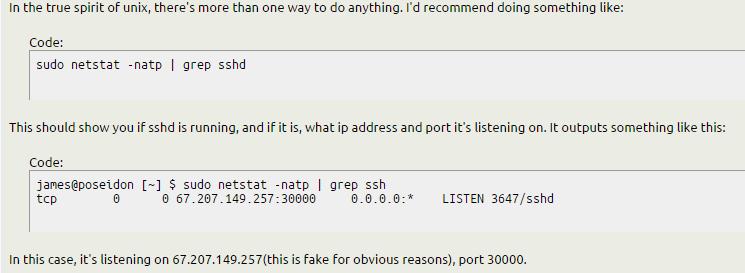 In the true spirit of unix, there's more than one way to do anything. I'd recommend doing something like:
Code:
sudo netstat -natp | grep sshd
This should show you if sshd is running, and if it is, what ip address and port it's listening on. It outputs something like this:
Code:
james@poseidon [~] $ sudo netstat -natp | grep ssh
tcp        0      0 67.207.149.257:30000     0.0.0.0:*    LISTEN 3647/sshd
In this case, it's listening on 67.207.149.257(this is fake for obvious reasons), port 30000.